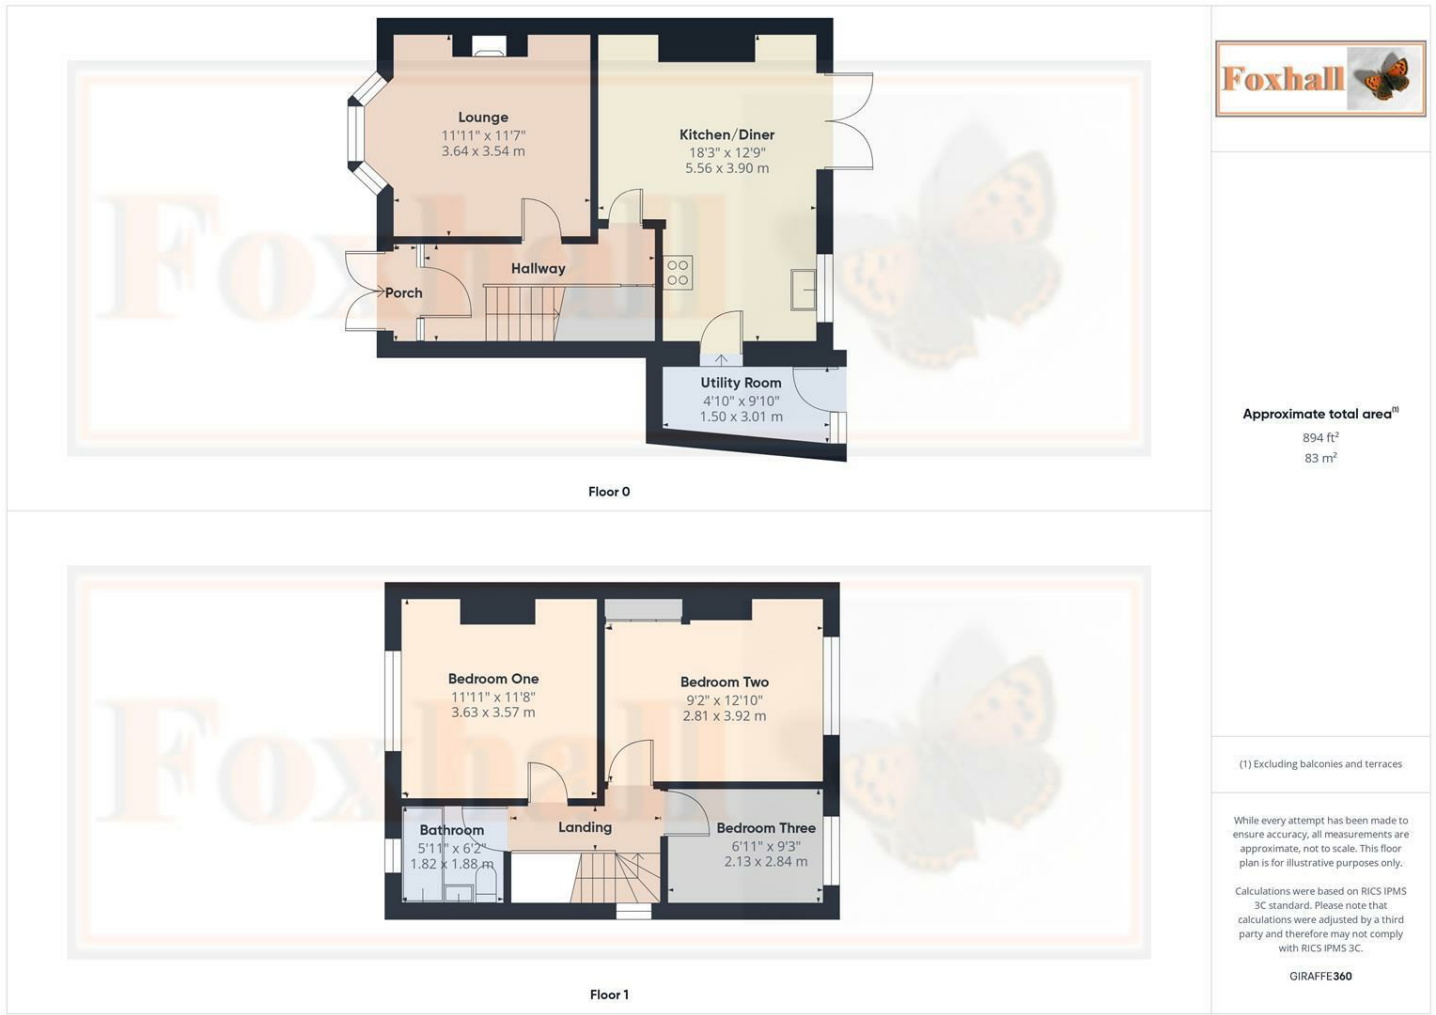 Foxhall
Foxhall
Lounge
11'11" x 11'7"
3.64 x 3.54 m
Kitchen/Diner
18'3" x 12'9"
5.56 x 3.90 m
Hallway
Porch
Utility Room
4'10" x 9'10"
1.50 x 3.01 m
Floor 0
Foxhall
Bedroom One
11'11" x 11'8"
3.63 x 3.57 m
Bedroom Two
9'2" x 12'10"
2.81 x 3.92 m
Bathroom
5'11" x 6'2"
1.82 x 1.88 m
Landing
Bedroom Three
6'11" x 9'3"
2.13 x 2.84 m
Floor 1
Approximate total area(1)
894 ft²
83 m²
(1) Excluding balconies and terraces
While every attempt has been made to
ensure accuracy, all measurements are
approximate, not to scale. This floor
plan is for illustrative purposes only.
Calculations were based on RICS IPMS
3C standard. Please note that
calculations were adjusted by a third
party and therefore may not comply
with RICS IPMS 3C.
GIRAFFE360